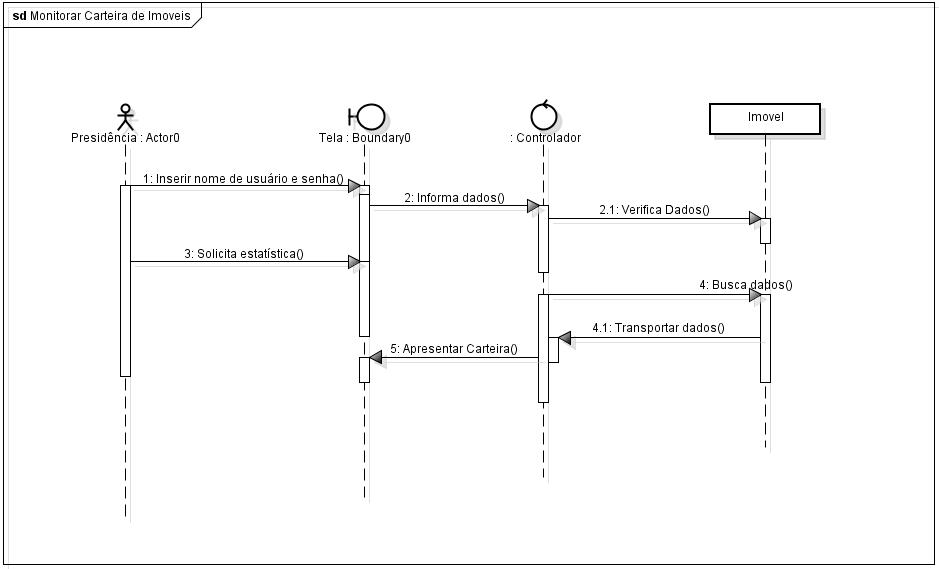 sd Monitorar Carteira de Imoveis
Presidência : Actor0
Tela : Boundary0
: Controlador
Imovel
1: Inserir nome de usuário e senha()
2: Informa dados()
2.1: Verifica Dados()
3: Solicita estatística()
4: Busca dados()
4.1: Transportar dados()
5: Apresentar Carteira()